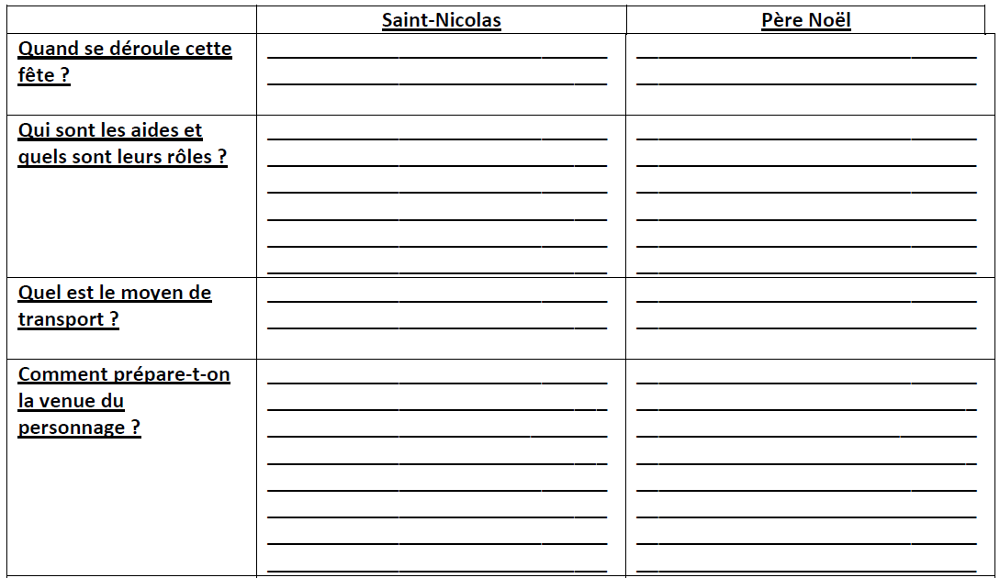 Saint-Nicolas
Père Noël
Quand se déroule cette
fête ?
Qui sont les aides et
quels sont leurs rôles ?
Quel est le moyen de
transport ?
Comment prépare-t-on
la venue du
personnage ?